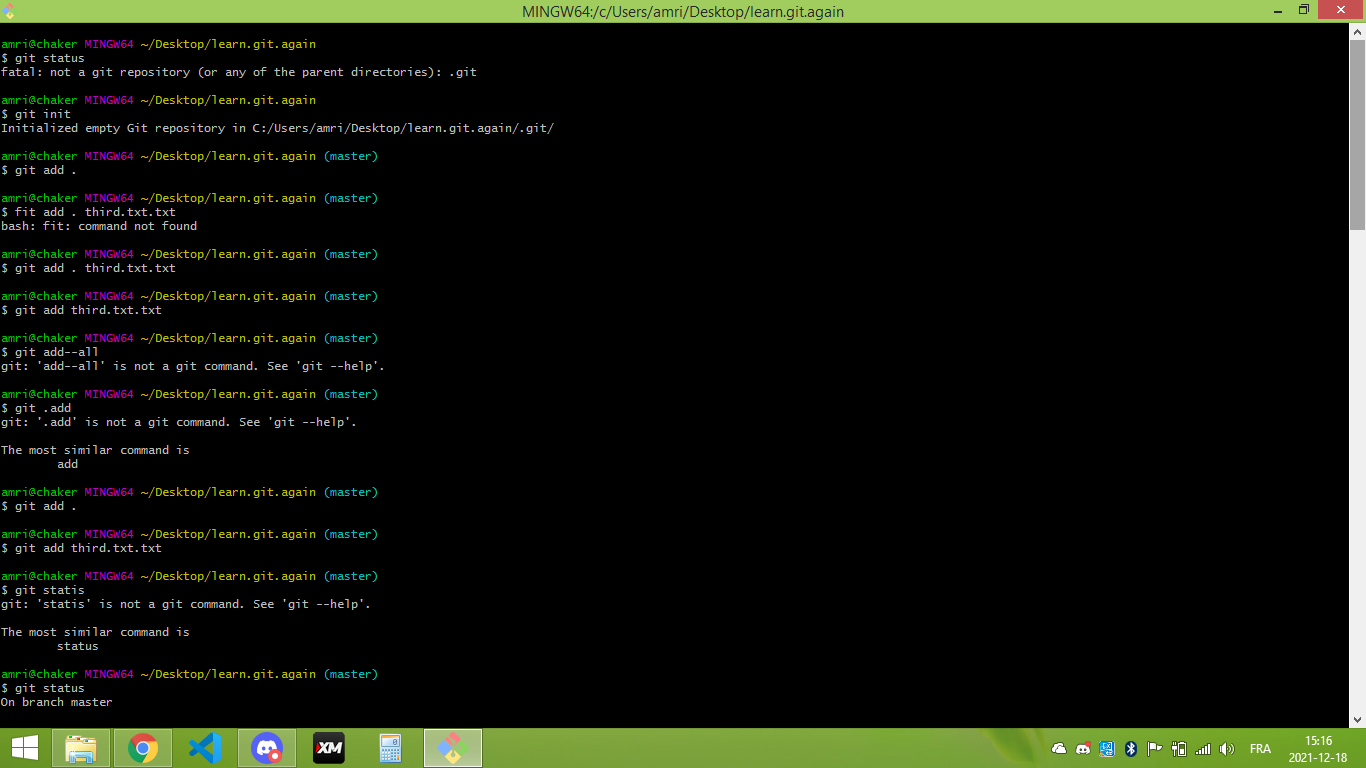 MINGW64:/c/Users/amri/Desktop/learn.git.again
amri@chaker MINGW64 ~/Desktop/learn.git.again
$ git status
fatal: not a git repository (or any of the parent directories): .git
amri@chaker MINGW64 ~/Desktop/learn.git.again
$ git init
Initialized empty Git repository in C:/Users/amri/Desktop/learn.git.again/.git/
amri@chaker MINGW64 ~/Desktop/learn.git.again (master)
$ git add .
amri@chaker MINGW64 ~/Desktop/learn.git.again (master)
$ fit add . third.txt.txt
bash: fit: command not found
amri@chaker MINGW64 ~/Desktop/learn.git.again (master)
$ git add . third.txt.txt
amri@chaker MINGW64 ~/Desktop/learn.git.again (master)
$ git add third.txt.txt
amri@chaker MINGW64 ~/Desktop/learn.git.again (master)
$ git add--all
git: 'add--all' is not a git command. See 'git --help'.
amri@chaker MINGW64 ~/Desktop/learn.git.again (master)
$ git .add
git: '.add' is not a git command. See 'git --help'.
The most similar command is
        add
amri@chaker MINGW64 ~/Desktop/learn.git.again (master)
$ git add .
amri@chaker MINGW64 ~/Desktop/learn.git.again (master)
$ git add third.txt.txt
amri@chaker MINGW64 ~/Desktop/learn.git.again (master)
$ git statis
git: 'statis' is not a git command. See 'git --help'.
The most similar command is
        status
amri@chaker MINGW64 ~/Desktop/learn.git.again (master)
$ git status
On branch master
XM
FRA
15:16
2021-12-18